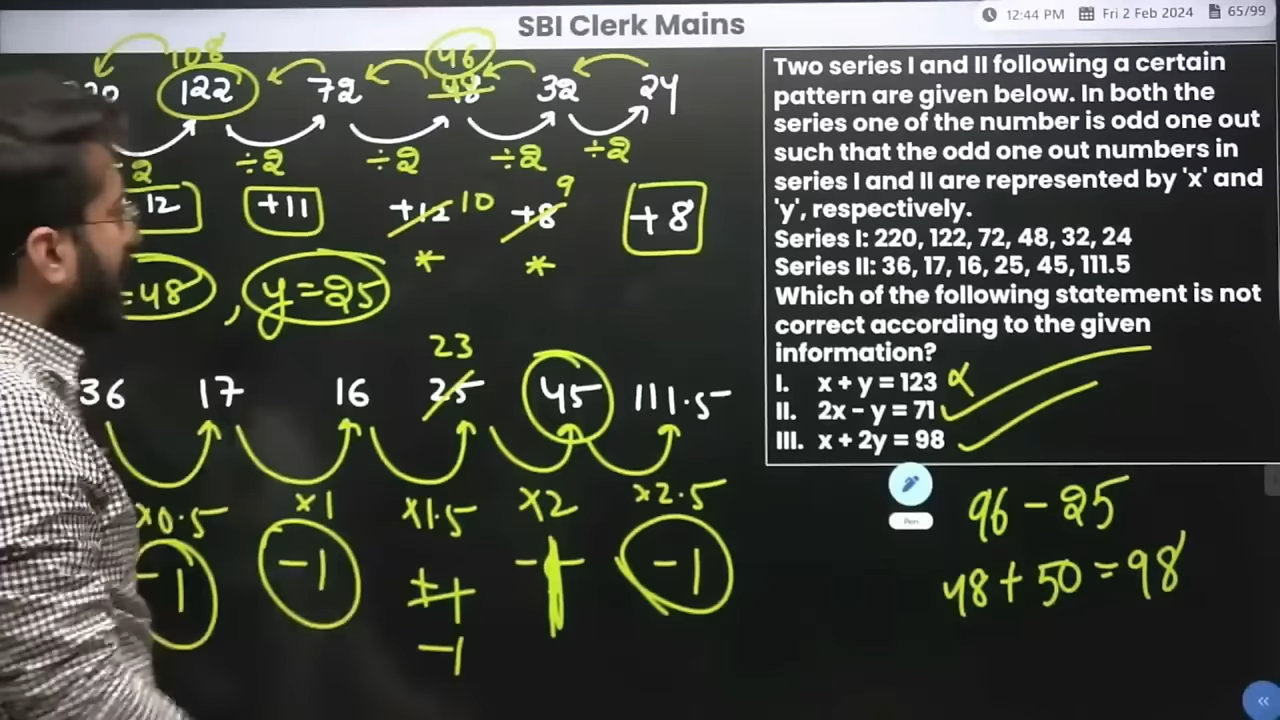 SBI Clerk Mains
12:44 PM Fri 2 Feb 2024 65/99
108 46
122 72 48 32 24
÷2 ÷2 ÷2 ÷2
12 +11 +12 10 +8 9 +8
* *
=48, y=25
23
36 17 16 25 45 111.5
×0.5 ×1 ×1.5 ×2 ×2.5
-1 -1 +1 -1
-1
Two series I and II following a certain
pattern are given below. In both the
series one of the number is odd one out
such that the odd one out numbers in
series I and II are represented by 'x' and
'y', respectively.
Series I: 220, 122, 72, 48, 32, 24
Series II: 36, 17, 16, 25, 45, 111.5
Which of the following statement is not
correct according to the given
information?
I. x + y = 123
II. 2x - y = 71
III. x + 2y = 98
Pen
96 - 25
48 + 50 = 98